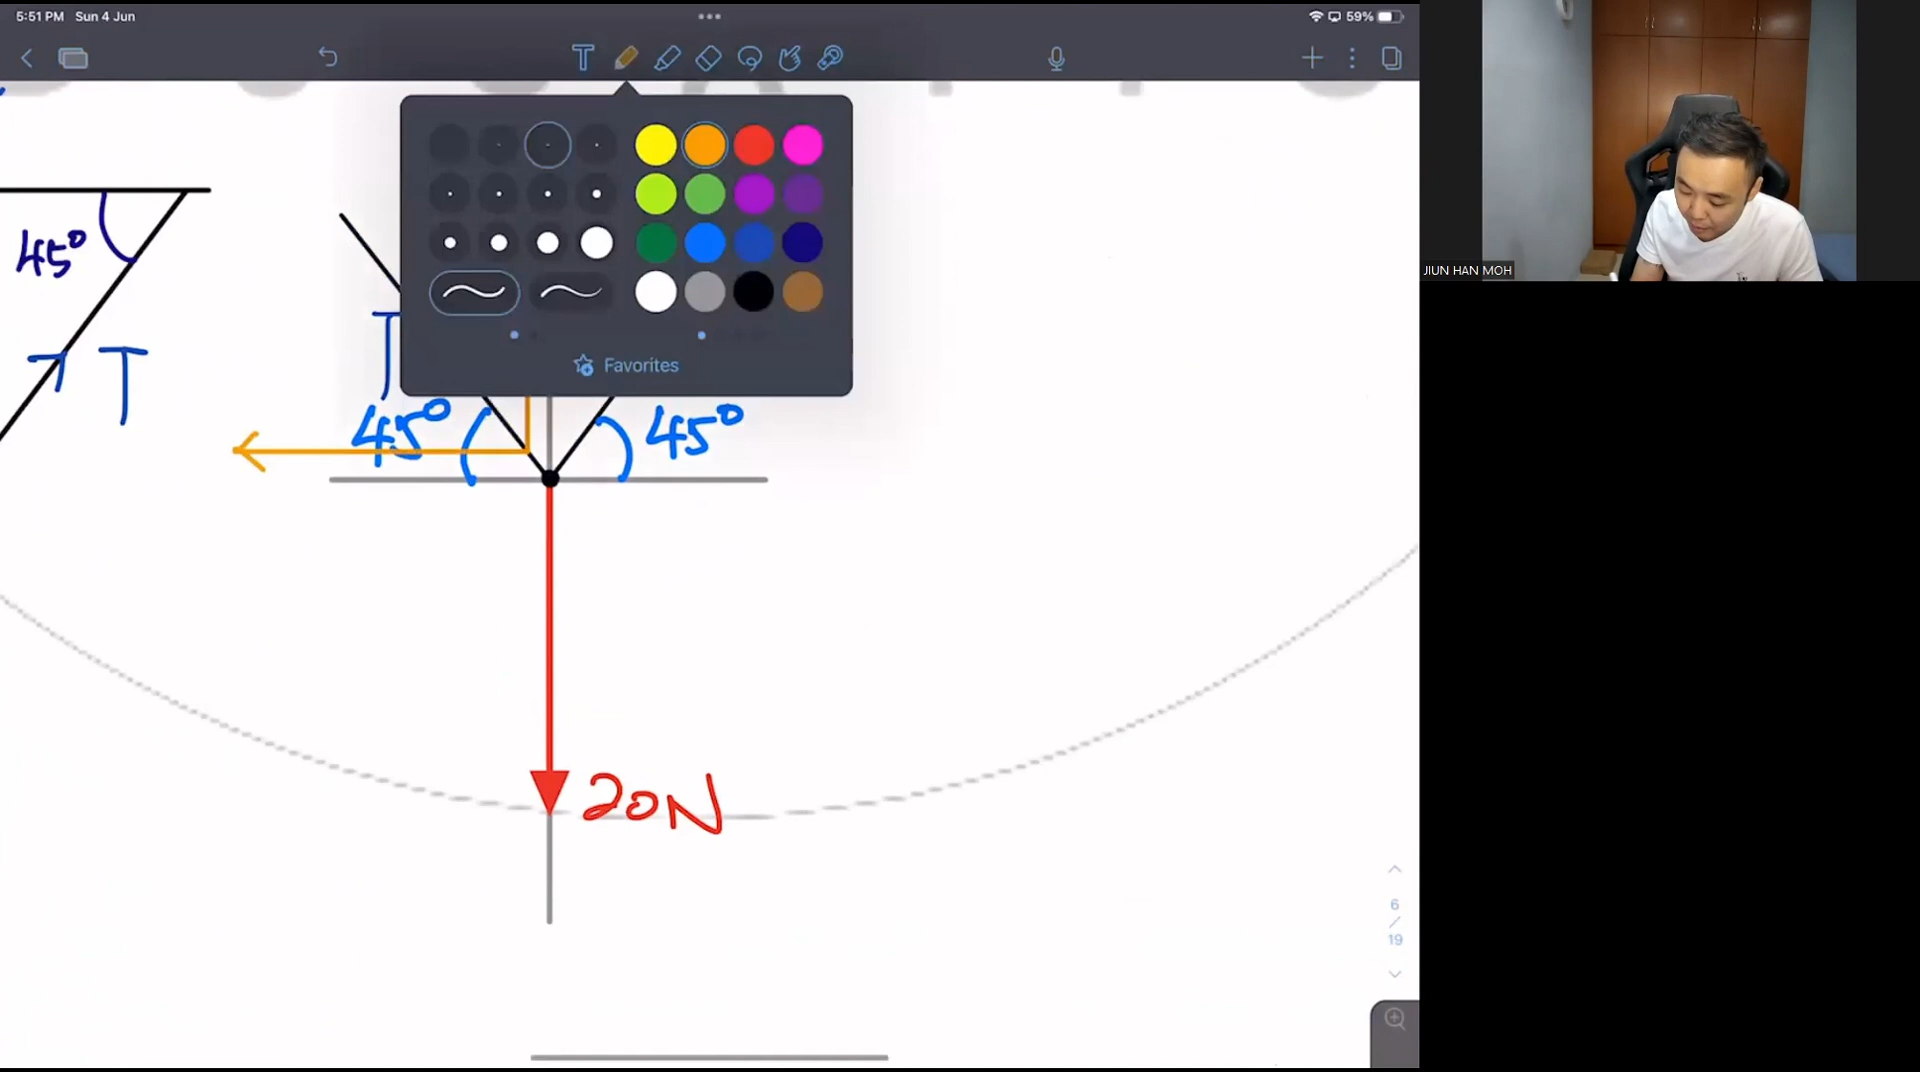 5:51 PM Sun 4 Jun
59%
T
45°
T
T
Favorites
45°
45°
20N
6
/
19
JIUN HAN MOH